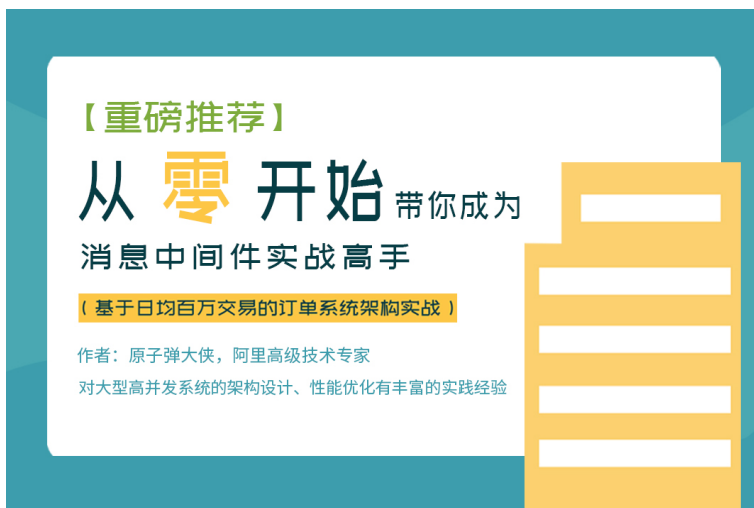 【重磅推荐】
从零开始带你成为
消息中间件实战高手
(基于日均百万交易的订单系统架构实战)
作者：原子弹大侠，阿里高级技术专家
对大型高并发系统的架构设计、性能优化有丰富的实践经验